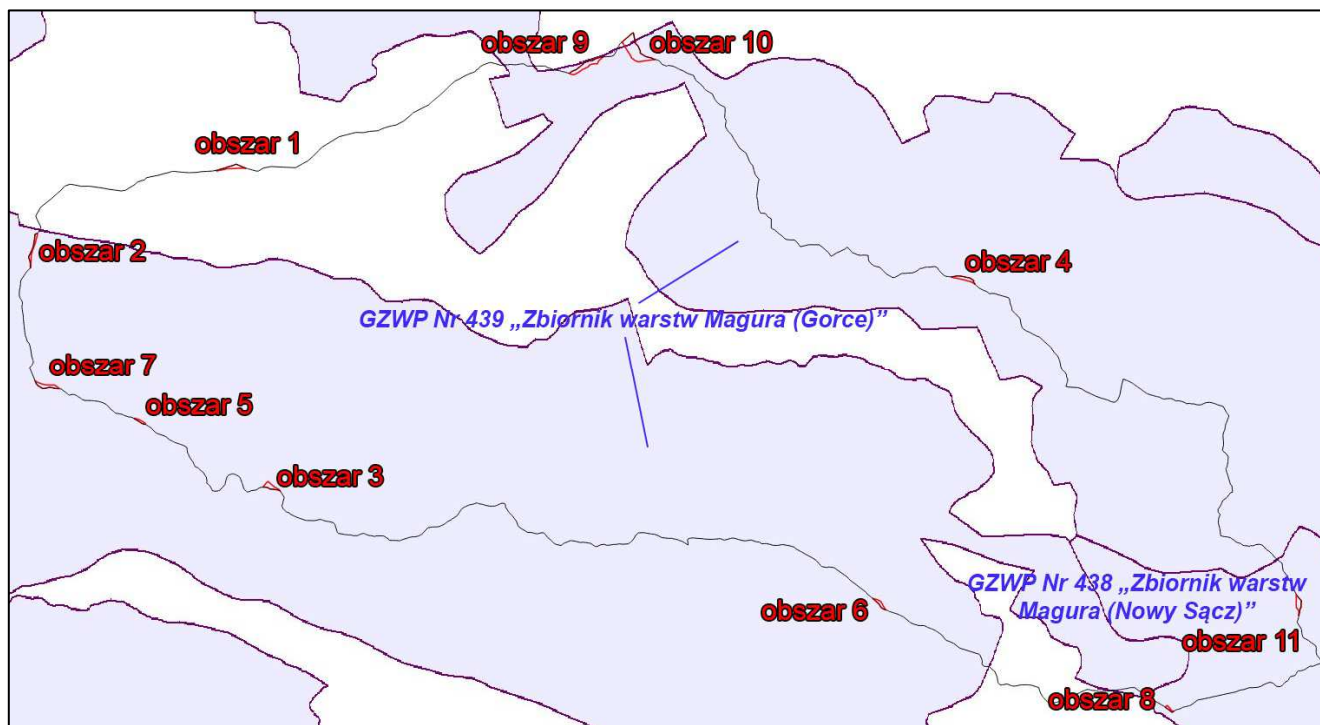 obszar 9
obszar 10
obszar 1
obszar 2
obszar 4
GZWP Nr 439 „Zbiornik warstw Magura (Gorce)”
obszar 7
obszar 5
obszar 3
GZWP Nr 438 „Zbiornik warstw
Magura (Nowy Sącz)”
obszar 6
obszar 11
obszar 8